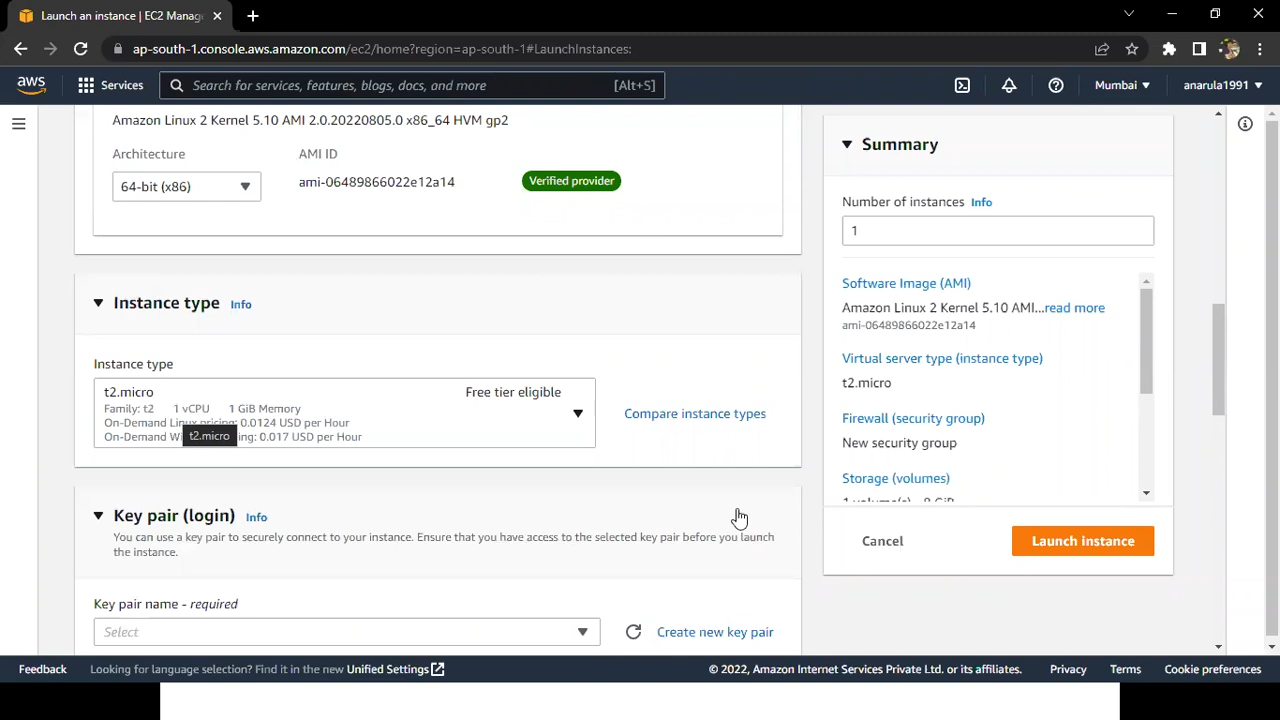 Launch an instance | EC2 Manag
ap-south-1.console.aws.amazon.com/ec2/home?region=ap-south-1#LaunchInstances:
aws
Services
Search for services, features, blogs, docs, and more
[Alt+S]
Mumbai
anarula1991
Amazon Linux 2 Kernel 5.10 AMI 2.0.20220805.0 x86_64 HVM gp2
Architecture
AMI ID
64-bit (x86)
ami-06489866022e12a14
Verified provider
Instance type Info
Instance type
t2.micro
Free tier eligible
Family: t2 1 vCPU 1 GiB Memory
On-Demand Linux pricing: 0.0124 USD per Hour
On-Demand Wi ing: 0.017 USD per Hour
t2.micro
Compare instance types
Key pair (login) Info
You can use a key pair to securely connect to your instance. Ensure that you have access to the selected key pair before you launch
the instance.
Key pair name - required
Select
Create new key pair
Summary
Number of instances Info
1
Software Image (AMI)
Amazon Linux 2 Kernel 5.10 AMI...read more
ami-06489866022e12a14
Virtual server type (instance type)
t2.micro
Firewall (security group)
New security group
Storage (volumes)
1 volume(s) - 8 GiB
Cancel
Launch instance
Feedback
Looking for language selection? Find it in the new Unified Settings
© 2022, Amazon Internet Services Private Ltd. or its affiliates.
Privacy
Terms
Cookie preferences